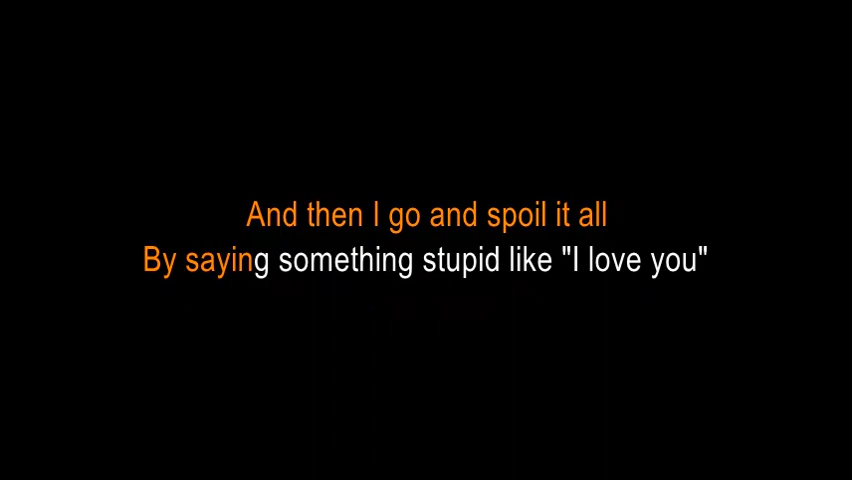 And then I go and spoil it all
By saying something stupid like "I love you"